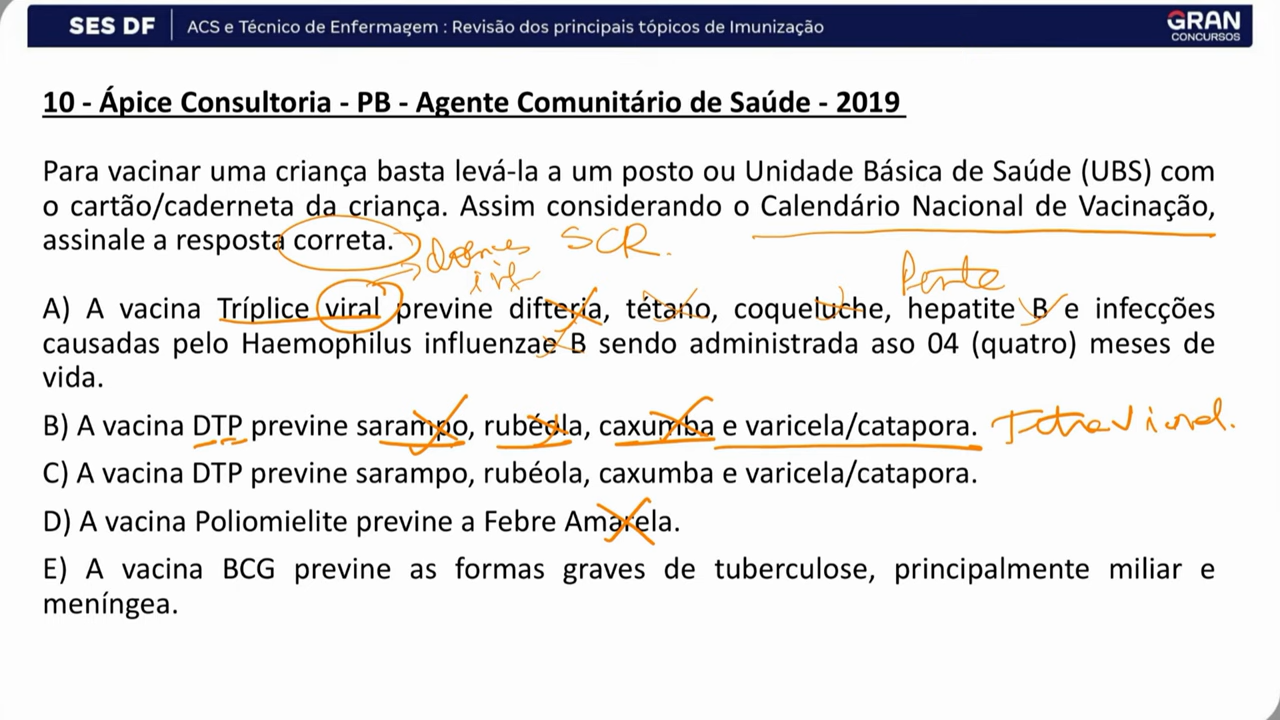 SES DF | ACS e Técnico de Enfermagem : Revisão dos principais tópicos de Imunização
GRAN
CONCURSOS
10 - Ápice Consultoria - PB - Agente Comunitário de Saúde - 2019
Para vacinar uma criança basta levá-la a um posto ou Unidade Básica de Saúde (UBS) com
o cartão/caderneta da criança. Assim considerando o Calendário Nacional de Vacinação,
assinale a resposta correta.
SCR.
Penta
A) A vacina Tríplice viral previne difteria, tétano, coqueluche, hepatite B e infecções
causadas pelo Haemophilus influenzae B sendo administrada aso 04 (quatro) meses de
vida.
B) A vacina DTP previne sarampo, rubéola, caxumba e varicela/catapora.
C) A vacina DTP previne sarampo, rubéola, caxumba e varicela/catapora.
D) A vacina Poliomielite previne a Febre Amarela.
E) A vacina BCG previne as formas graves de tuberculose, principalmente miliar e
meníngea.